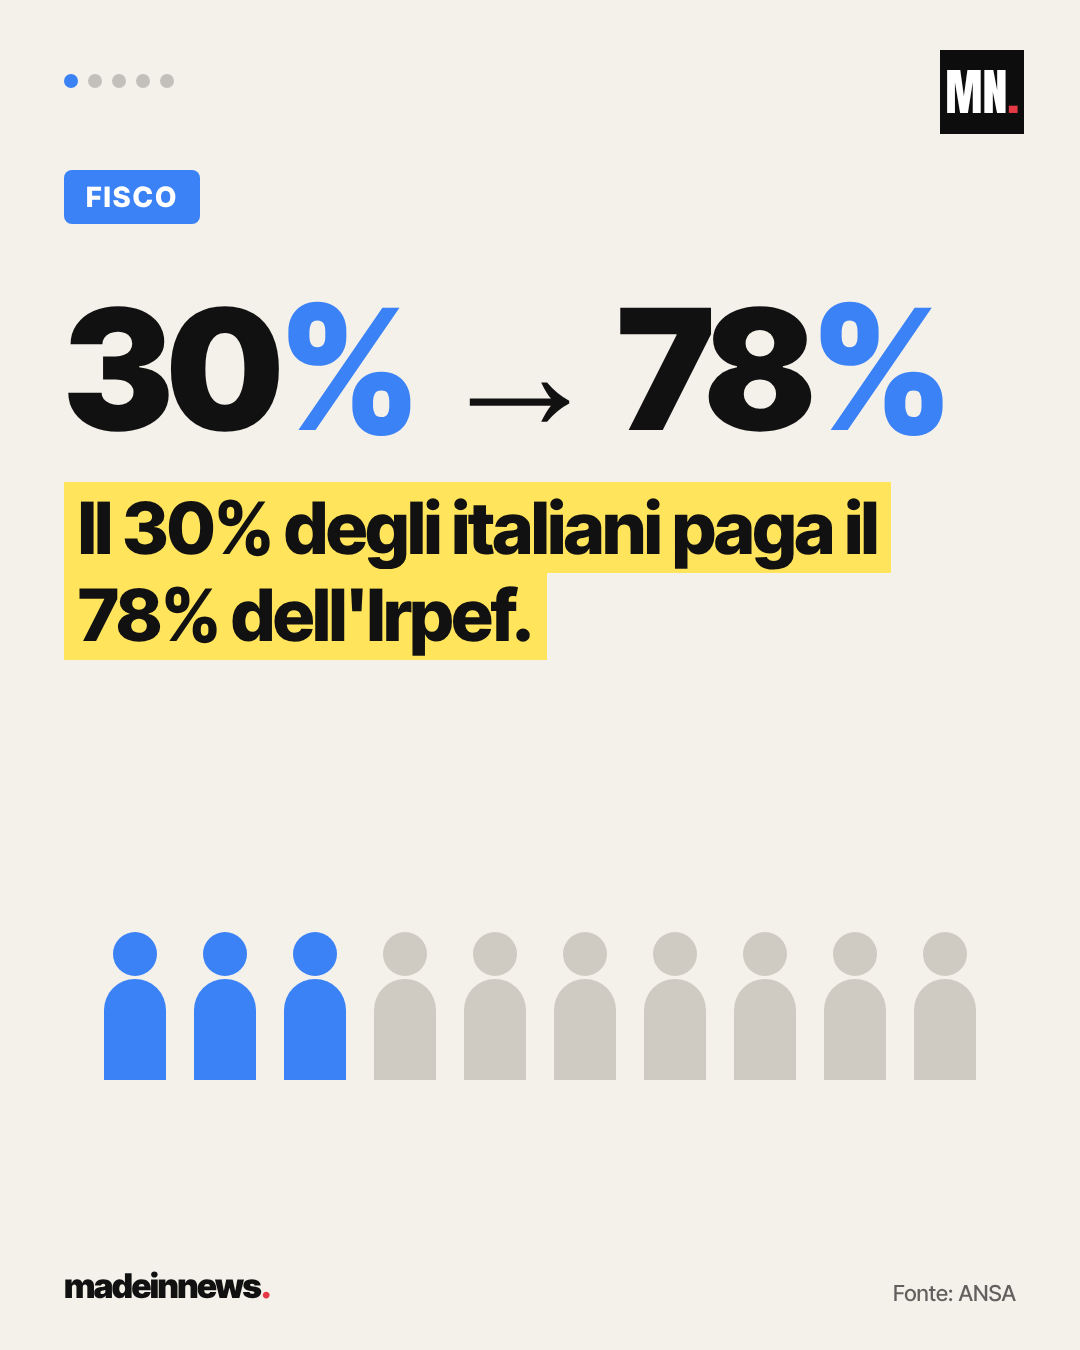 MN.
FISCO
30% → 78%
Il 30% degli italiani paga il
78% dell'Irpef.
madeinnews.
Fonte: ANSA